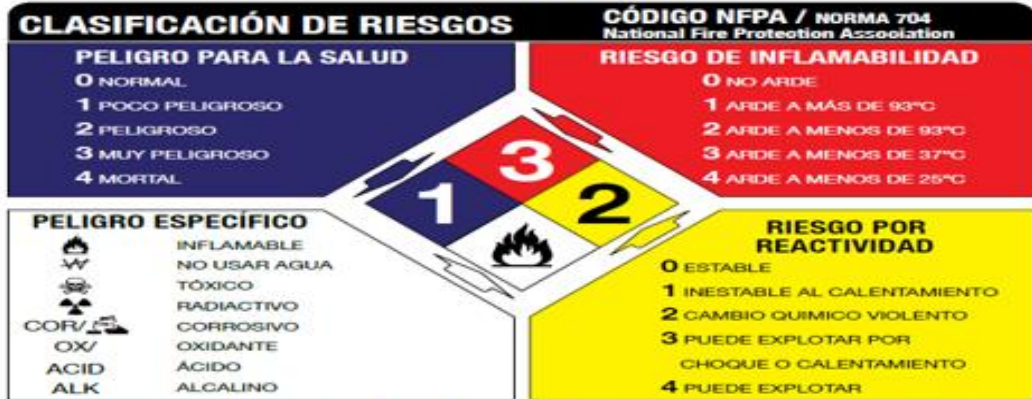 CLASIFICACIÓN DE RIESGOS
CÓDIGO NFPA / NORMA 704
National Fire Protection Association
PELIGRO PARA LA SALUD
0 NORMAL
1 POCO PELIGROSO
2 PELIGROSO
3 MUY PELIGROSO
4 MORTAL
RIESGO DE INFLAMABILIDAD
0 NO ARDE
1 ARDE A MÁS DE 93ºC
2 ARDE A MENOS DE 93ºC
3 ARDE A MENOS DE 37ºC
4 ARDE A MENOS DE 25ºC
3
1
2
PELIGRO ESPECÍFICO
INFLAMABLE
W NO USAR AGUA
TÓXICO
RADIACTIVO
COR/ CORROSIVO
OX/ OXIDANTE
ACID ÁCIDO
ALK ALCALINO
RIESGO POR
REACTIVIDAD
0 ESTABLE
1 INESTABLE AL CALENTAMIENTO
2 CAMBIO QUIMICO VIOLENTO
3 PUEDE EXPLOTAR POR
CHOQUE O CALENTAMIENTO
4 PUEDE EXPLOTAR